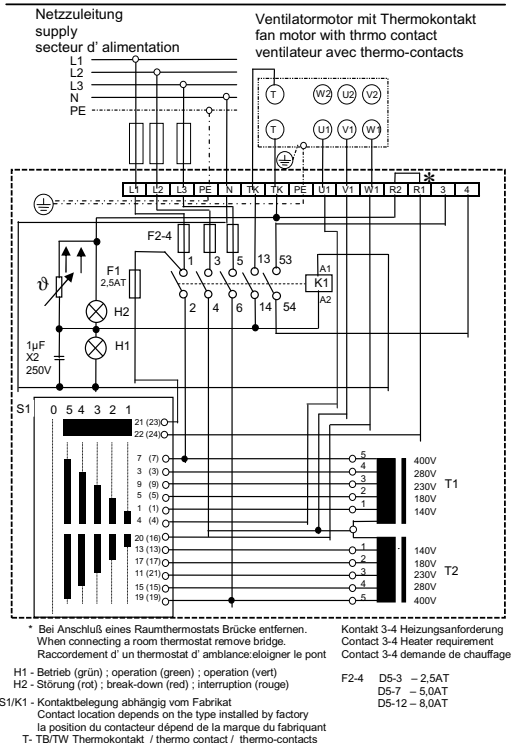 Netzzuleitung
supply
secteur d' alimentation
Ventilatormotor mit Thermokontakt
fan motor with thrmo contact
ventilateur avec thermo-contacts
L1
L2
L3
N
PE
T W2 U2 V2
T U1 V1 W1
L1 L2 L3 PE N TK TK PE U1 V1 W1 R2 R1 3 4
*
F2-4
F1
2,5AT
1 3 5 13 53
2 4 6 14 54
A1
K1
A2
ϑ
H2
H1
1µF
X2
250V
S1 0 5 4 3 2 1
21 (23)
22 (24)
7 (7)
3 (3)
9 (9)
5 (5)
1 (1)
4 (4)
20 (16)
13 (13)
17 (17)
11 (21)
15 (15)
19 (19)
5 400V
4 280V
3 230V
2 180V
1 140V
T1
1 140V
2 180V
3 230V
4 280V
5 400V
T2
* Bei Anschluß eines Raumthermostats Brücke entfernen.
When connecting a room thermostat remove bridge.
Raccordement d' un thermostat d' ambiance:eloigner le pont
Kontakt 3-4 Heizungsanforderung
Contact 3-4 Heater requirement
Contact 3-4 demande de chauffage
H1 - Betrieb (grün) ; operation (green) ; operation (vert)
H2 - Störung (rot) ; break-down (red) ; interruption (rouge)
F2-4 D5-3 – 2,5AT
D5-7 – 5,0AT
D5-12 – 8,0AT
S1/K1 - Kontaktbelegung abhängig vom Fabrikat
Contact location depends on the type installed by factory
la position du contacteur dépend de la marque du fabriquant
T- TB/TW Thermokontakt / thermo contact / thermo-contacts